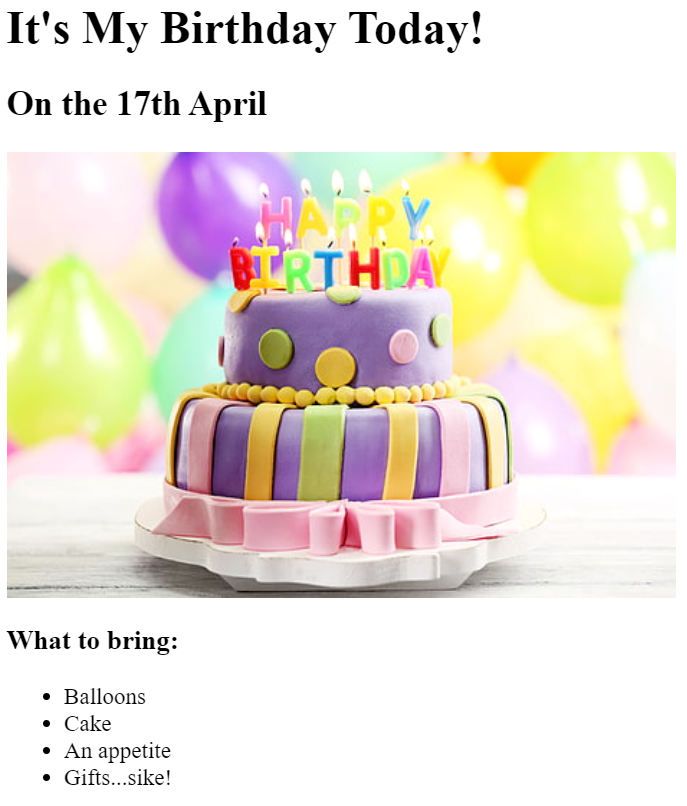 It's My Birthday Today!
On the 17th April
HAPPY
BIRTHDAY
What to bring:
Balloons
Cake
An appetite
Gifts...sike!